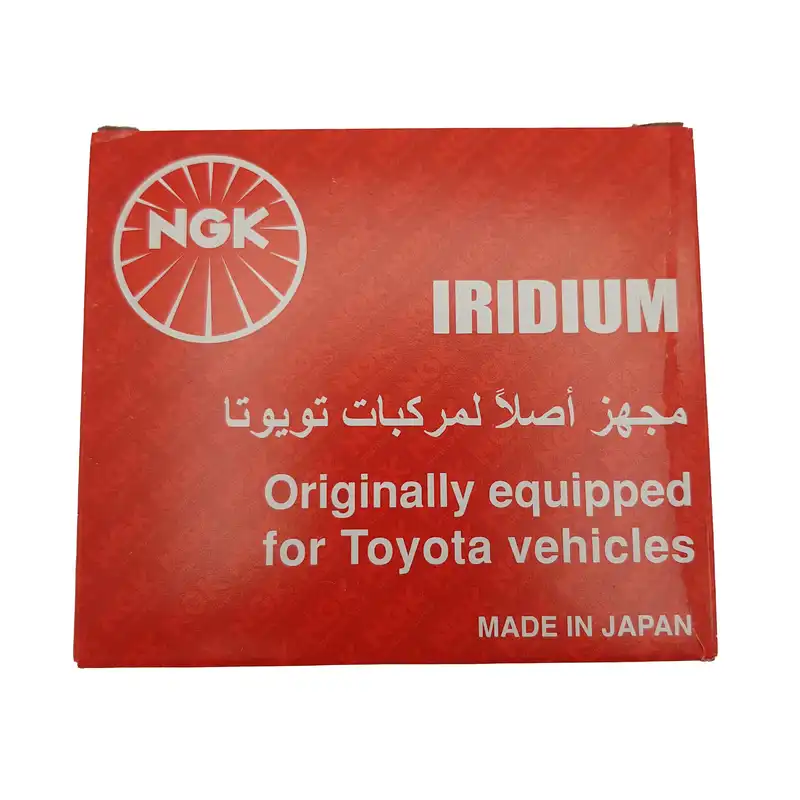 NGK
IRIDIUM
مجهز أصلاً لمركبات تويوتا
Originally equipped
for Toyota vehicles
MADE IN JAPAN